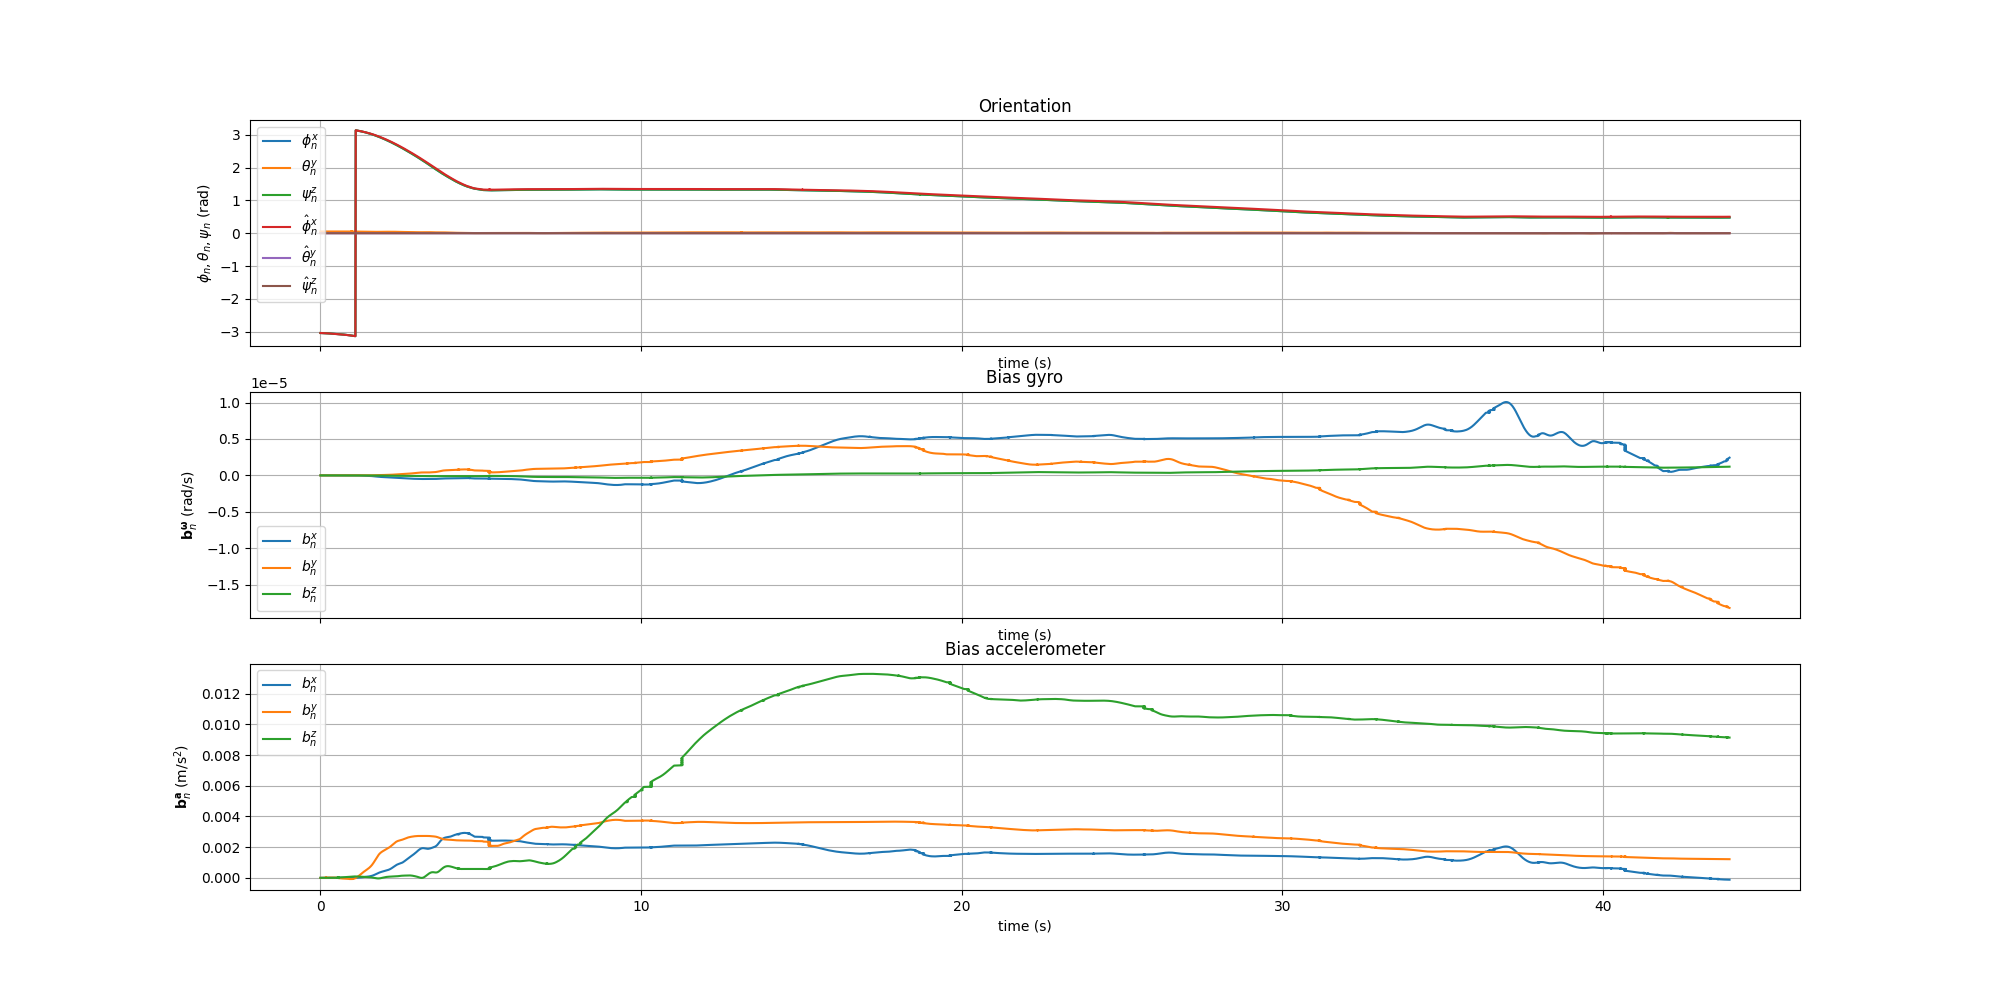 Orientation
3
2
1
0
−1
−2
−3
ϕₙ, θₙ, ψₙ (rad)
ϕₙˣ
θₙʸ
ψₙᶻ
ϕ̂ₙˣ
θ̂ₙʸ
ψ̂ₙᶻ
time (s)
Bias gyro
1e−5
1.0
0.5
0.0
−0.5
−1.0
−1.5
𝐛ₙ^𝛚 (rad/s)
bₙˣ
bₙʸ
bₙᶻ
time (s)
Bias accelerometer
0.012
0.010
0.008
0.006
0.004
0.002
0.000
𝐛ₙ^𝐚 (m/s²)
bₙˣ
bₙʸ
bₙᶻ
0 10 20 30 40
time (s)